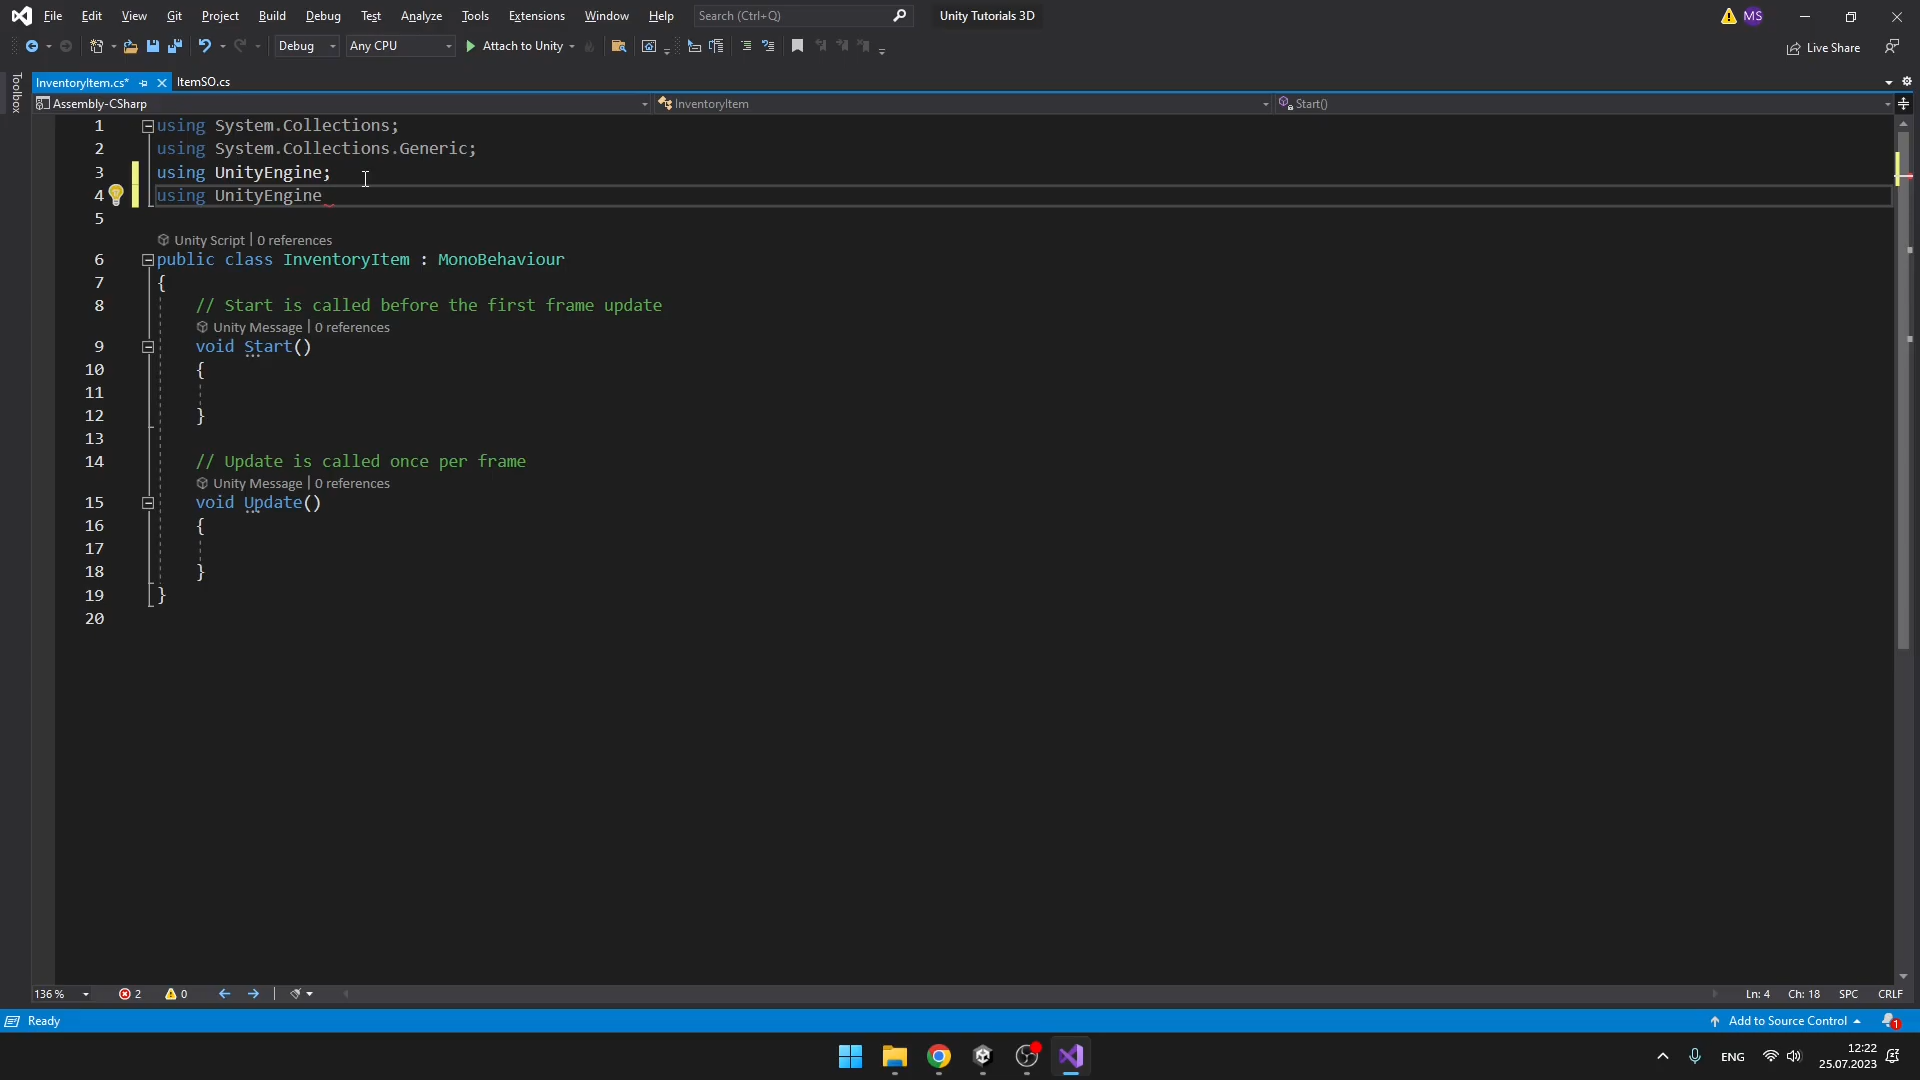 File Edit View Git Project Build Debug Test Analyze Tools Extensions Window Help Search (Ctrl+Q) Unity Tutorials 3D MS
Debug Any CPU Attach to Unity Live Share
Toolbox
InventoryItem.cs* ItemSO.cs
Assembly-CSharp InventoryItem Start()
1 using System.Collections;
2 using System.Collections.Generic;
3 using UnityEngine;
4 using UnityEngine
5
Unity Script | 0 references
6 public class InventoryItem : MonoBehaviour
7 {
8 // Start is called before the first frame update
Unity Message | 0 references
9 void Start()
10 {
11
12 }
13
14 // Update is called once per frame
Unity Message | 0 references
15 void Update()
16 {
17
18 }
19 }
20
136 % 2 0 Ln: 4 Ch: 18 SPC CRLF
Ready Add to Source Control 1
ENG 12:22
25.07.2023